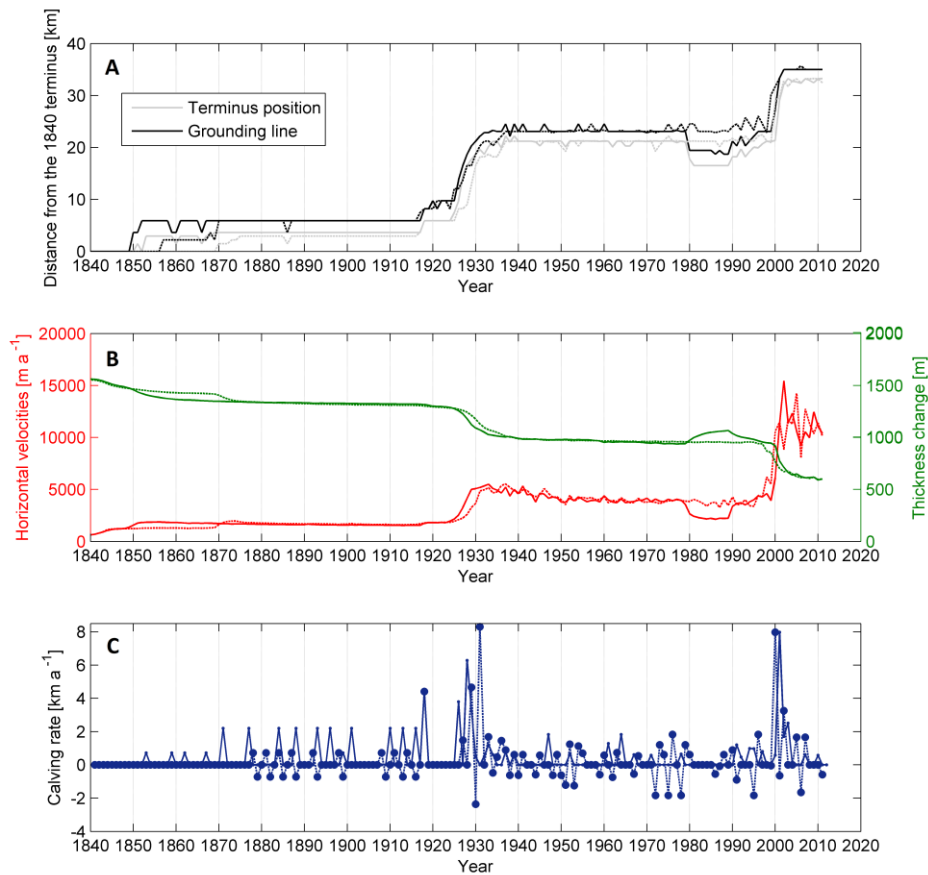 Distance from the 1840 terminus [km]
A
40
30
20
10
0
Terminus position
Grounding line
1840 1850 1860 1870 1880 1890 1900 1910 1920 1930 1940 1950 1960 1970 1980 1990 2000 2010 2020
Year
Horizontal velocities [m a⁻¹]
B
20000
15000
10000
5000
0
2000
1500
1000
500
0
Thickness change [m]
1840 1850 1860 1870 1880 1890 1900 1910 1920 1930 1940 1950 1960 1970 1980 1990 2000 2010 2020
Year
Calving rate [km a⁻¹]
C
8
6
4
2
0
-2
-4
1840 1850 1860 1870 1880 1890 1900 1910 1920 1930 1940 1950 1960 1970 1980 1990 2000 2010 2020
Year